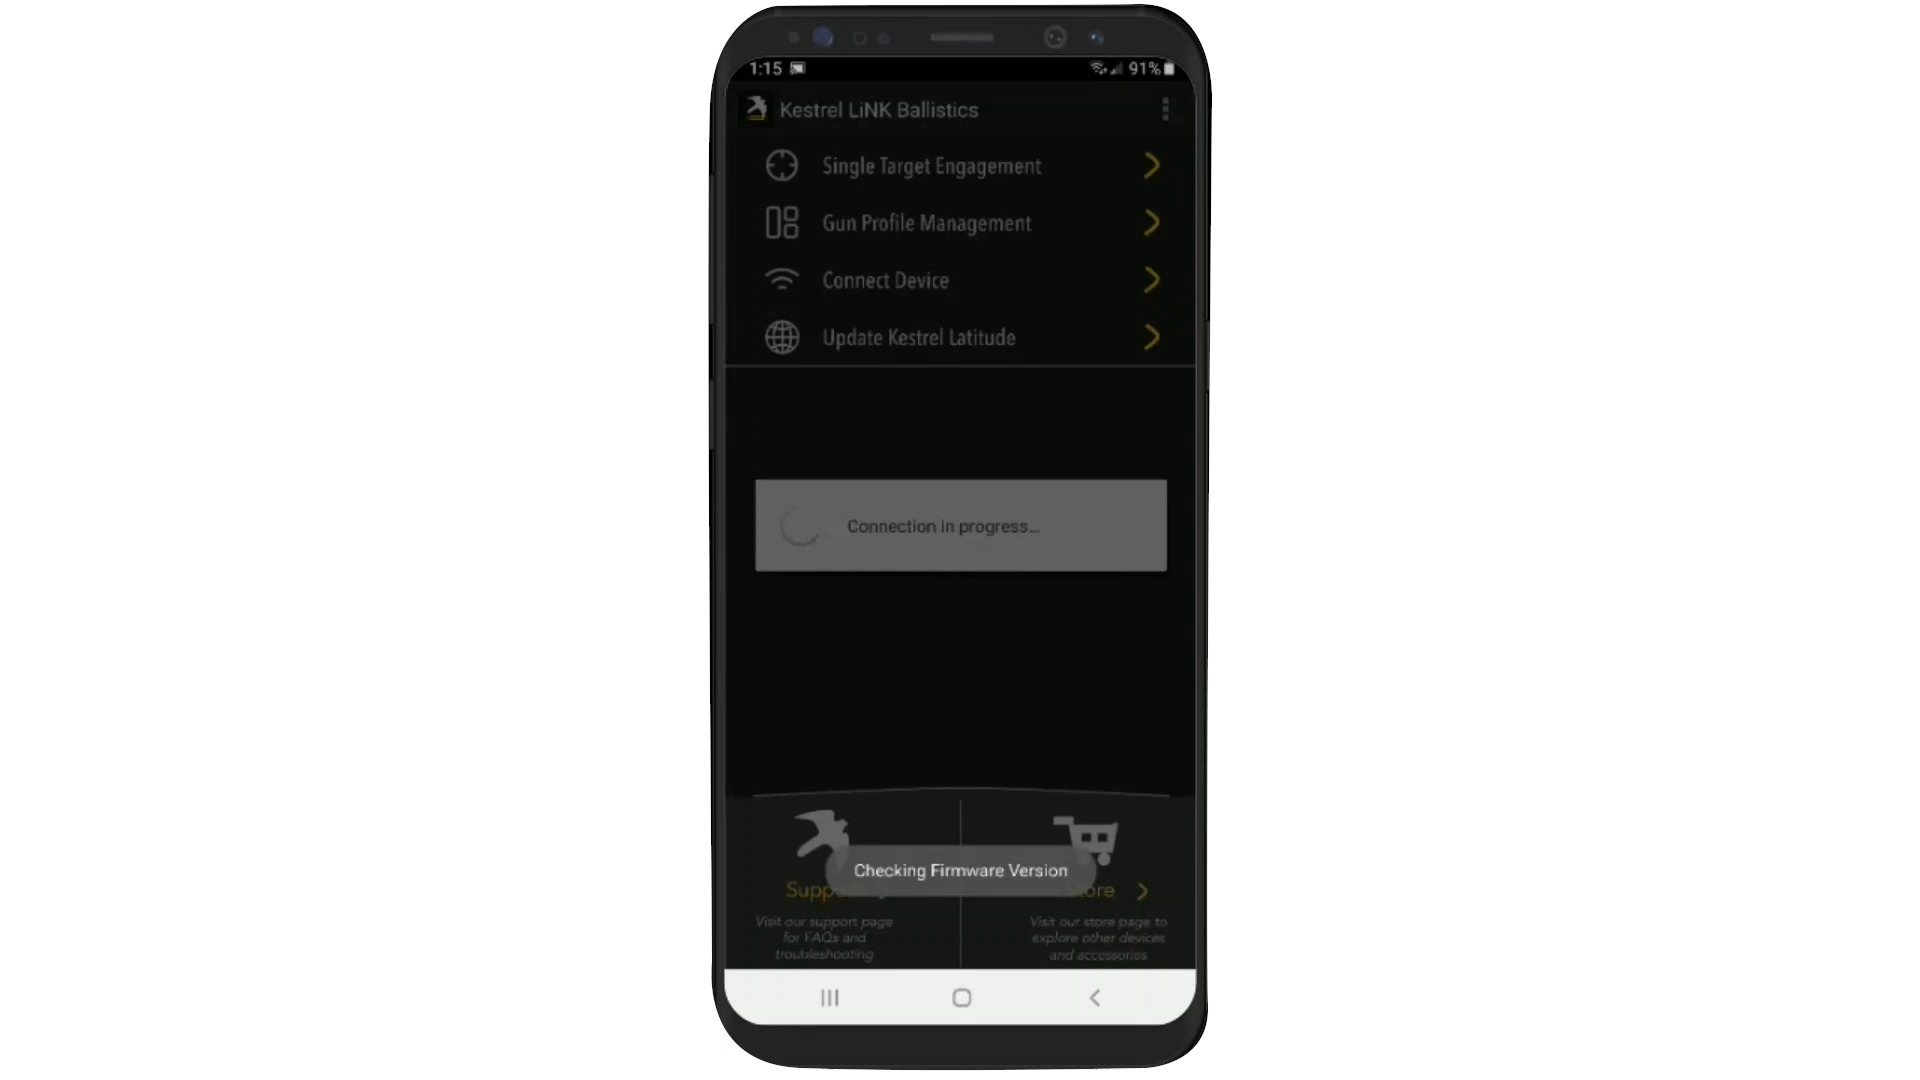 1:15
91%
Kestrel LiNK Ballistics
Single Target Engagement
Gun Profile Management
Connect Device
Update Kestrel Latitude
Connection in progress...
Checking Firmware Version
Visit our support page
for FAQs and
troubleshooting
Visit our store page to
explore other devices
and accessories